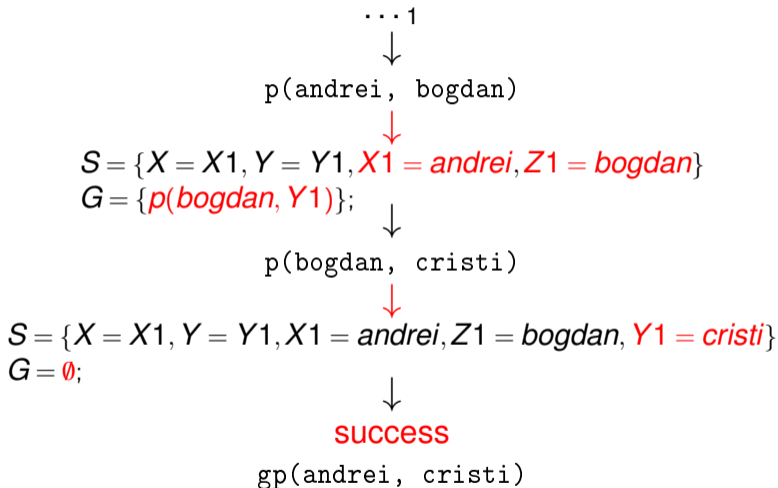 ··· 1
p(andrei, bogdan)
S = {X = X1, Y = Y1, X1 = andrei, Z1 = bogdan}
G = {p(bogdan, Y1)};
p(bogdan, cristi)
S = {X = X1, Y = Y1, X1 = andrei, Z1 = bogdan, Y1 = cristi}
G = ∅;
success
gp(andrei, cristi)